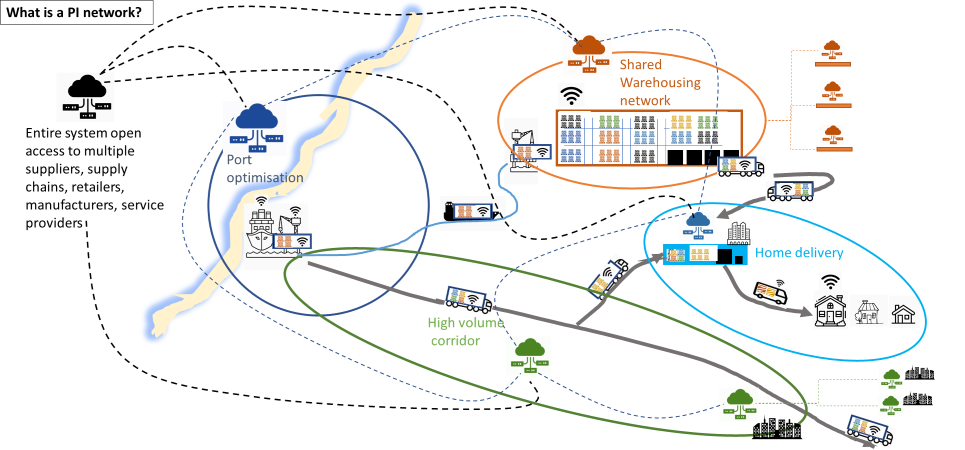 What is a PI network?
Entire system open
access to multiple
suppliers, supply
chains, retailers,
manufacturers, service
providers
Port
optimisation
Shared
Warehousing
network
Home delivery
High volume
corridor